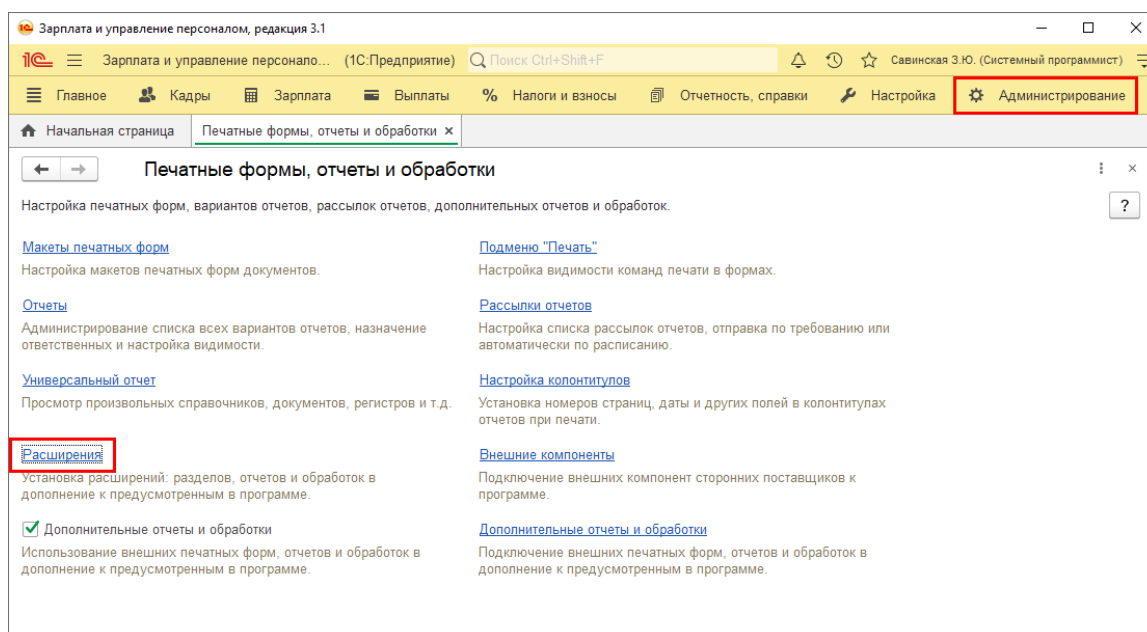 Зарплата и управление персоналом, редакция 3.1
Зарплата и управление персонало... (1С:Предприятие) Поиск Ctrl+Shift+F Савинская З.Ю. (Системный программист)
Главное Кадры Зарплата Выплаты % Налоги и взносы Отчетность, справки Настройка Администрирование
Начальная страница Печатные формы, отчеты и обработки ×
Печатные формы, отчеты и обработки
Настройка печатных форм, вариантов отчетов, рассылок отчетов, дополнительных отчетов и обработок. ?
Макеты печатных форм
Настройка макетов печатных форм документов.
Подменю "Печать"
Настройка видимости команд печати в формах.
Отчеты
Администрирование списка всех вариантов отчетов, назначение
ответственных и настройка видимости.
Рассылки отчетов
Настройка списка рассылок отчетов, отправка по требованию или
автоматически по расписанию.
Универсальный отчет
Просмотр произвольных справочников, документов, регистров и т.д.
Настройка колонтитулов
Установка номеров страниц, даты и других полей в колонтитулах
отчетов при печати.
Расширения
Установка расширений: разделов, отчетов и обработок в
дополнение к предусмотренным в программе.
Внешние компоненты
Подключение внешних компонент сторонних поставщиков к
программе.
Дополнительные отчеты и обработки
Использование внешних печатных форм, отчетов и обработок в
дополнение к предусмотренным в программе.
Дополнительные отчеты и обработки
Подключение внешних печатных форм, отчетов и обработок в
дополнение к предусмотренным в программе.